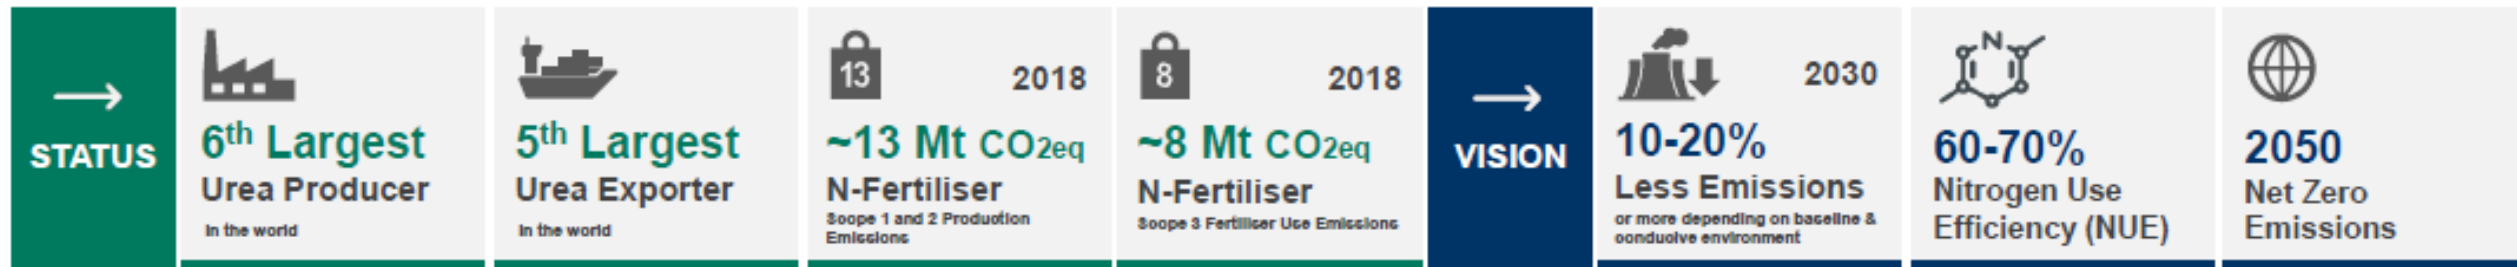 STATUS
6th Largest
Urea Producer
In the world
5th Largest
Urea Exporter
In the world
13
2018
~13 Mt CO2eq
N-Fertiliser
Scope 1 and 2 Production
Emissions
8
2018
~8 Mt CO2eq
N-Fertiliser
Scope 3 Fertiliser Use Emissions
VISION
2030
10-20%
Less Emissions
or more depending on baseline &
conducive environment
N
60-70%
Nitrogen Use
Efficiency (NUE)
2050
Net Zero
Emissions